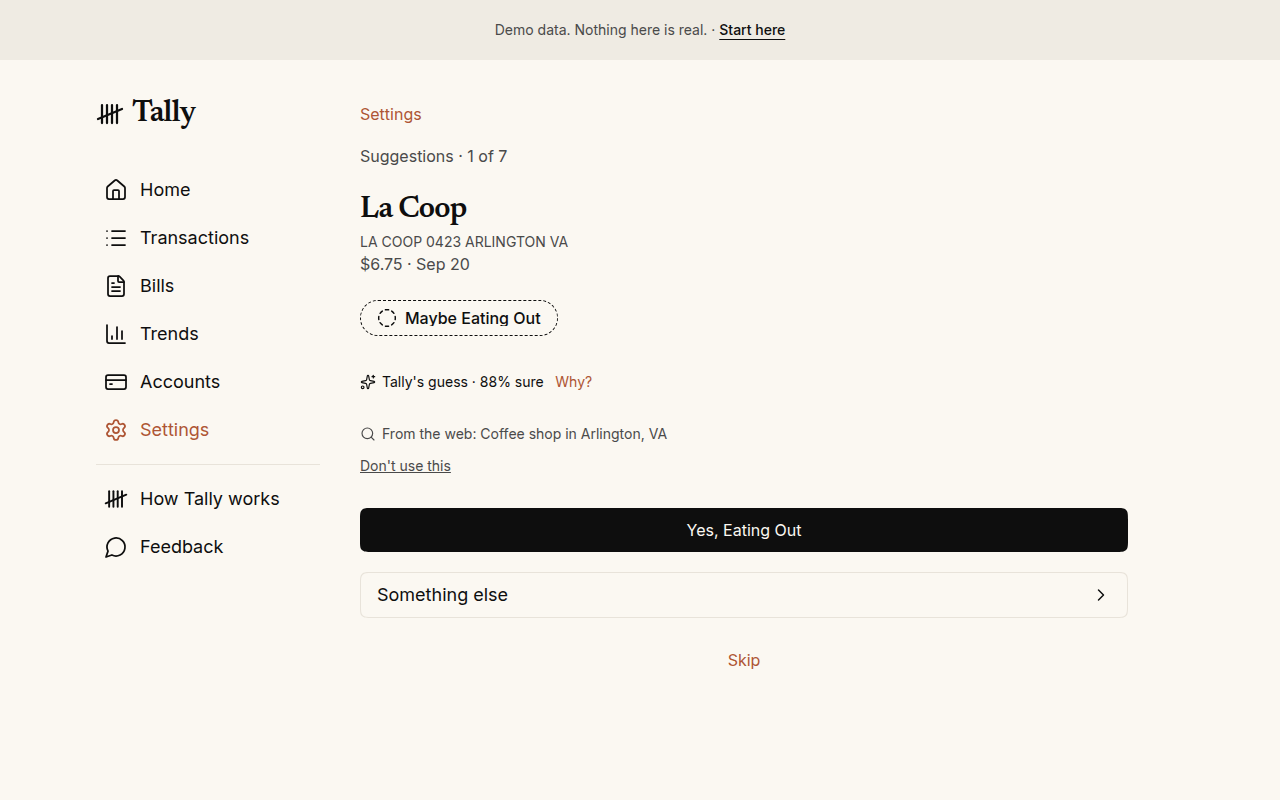 Demo data. Nothing here is real. · Start here
Tally
Home
Transactions
Bills
Trends
Accounts
Settings
How Tally works
Feedback
Settings
Suggestions · 1 of 7
La Coop
LA COOP 0423 ARLINGTON VA
$6.75 · Sep 20
Maybe Eating Out
Tally's guess · 88% sure Why?
From the web: Coffee shop in Arlington, VA
Don't use this
Yes, Eating Out
Something else
Skip